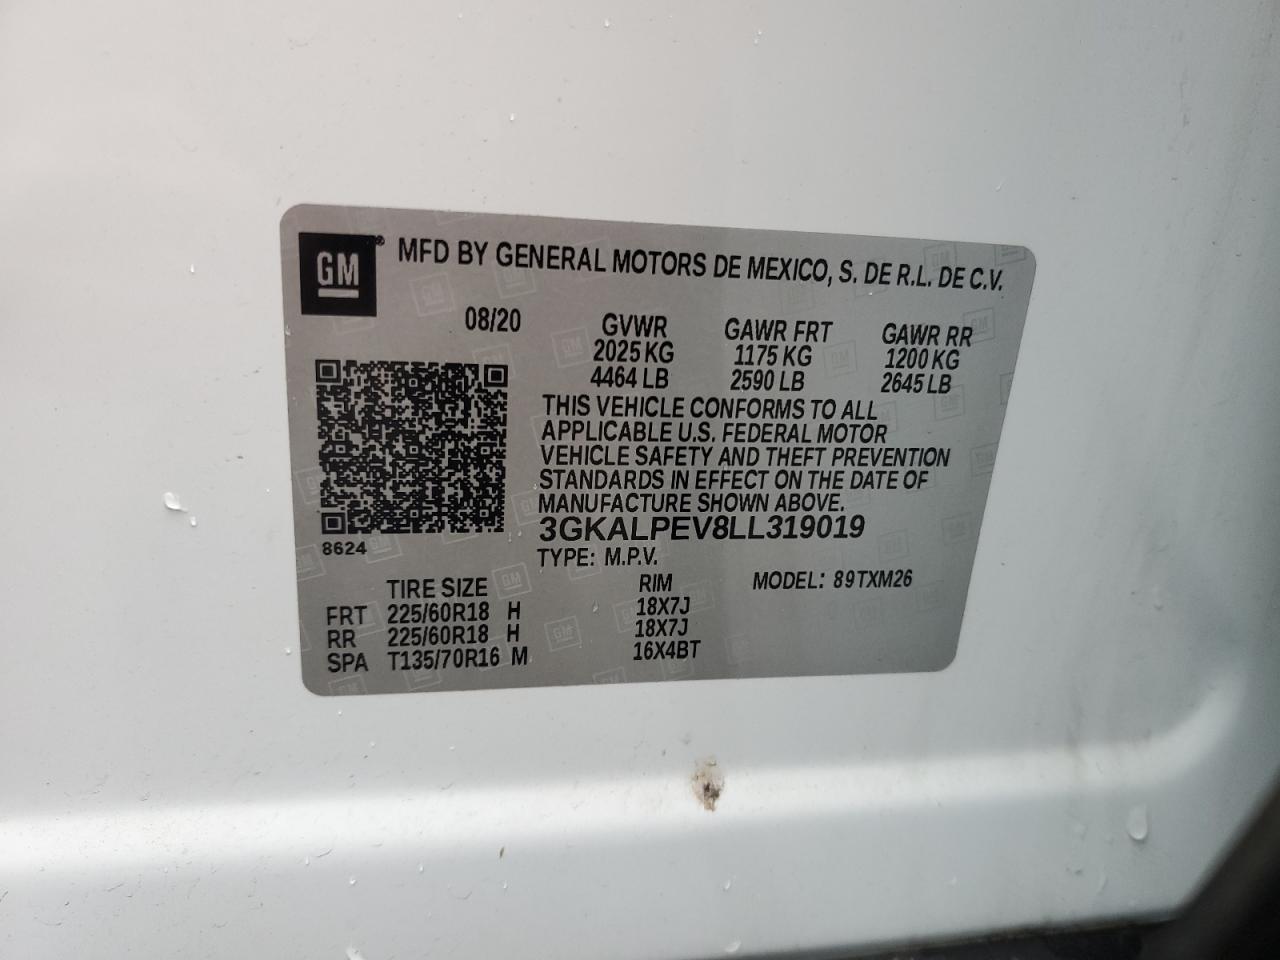 GM® MFD BY GENERAL MOTORS DE MEXICO, S. DE R.L. DE C.V.
08/20 GVWR GAWR FRT GAWR RR
2025 KG 1175 KG 1200 KG
4464 LB 2590 LB 2645 LB
THIS VEHICLE CONFORMS TO ALL
APPLICABLE U.S. FEDERAL MOTOR
VEHICLE SAFETY AND THEFT PREVENTION
STANDARDS IN EFFECT ON THE DATE OF
MANUFACTURE SHOWN ABOVE.
3GKALPEV8LL319019
8624 TYPE: M.P.V.
TIRE SIZE RIM MODEL: 89TXM26
FRT 225/60R18 H 18X7J
RR 225/60R18 H 18X7J
SPA T135/70R16 M 16X4BT